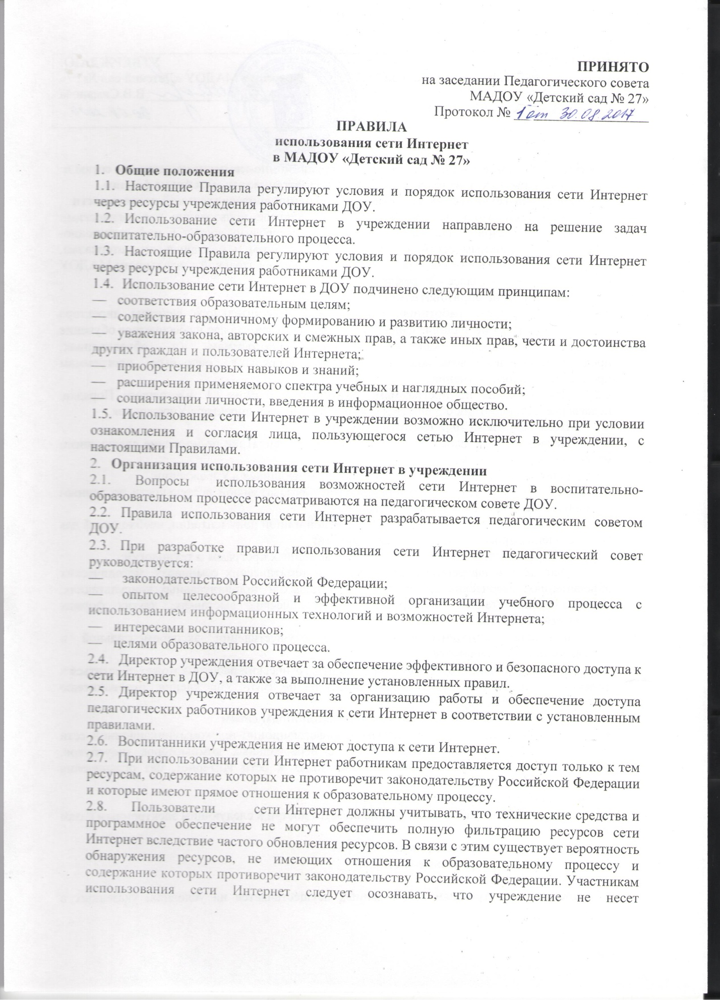 ПРИНЯТО
на заседании Педагогического совета
МАДОУ «Детский сад № 27»
Протокол № 1 от 30.08.2017
ПРАВИЛА
использования сети Интернет
в МАДОУ «Детский сад № 27»
1. Общие положения
1.1. Настоящие Правила регулируют условия и порядок использования сети Интернет
через ресурсы учреждения работниками ДОУ.
1.2. Использование сети Интернет в учреждении направлено на решение задач
воспитательно-образовательного процесса.
1.3. Настоящие Правила регулируют условия и порядок использования сети Интернет
через ресурсы учреждения работниками ДОУ.
1.4. Использование сети Интернет в ДОУ подчинено следующим принципам:
— соответствия образовательным целям;
— содействия гармоничному формированию и развитию личности;
— уважения закона, авторских и смежных прав, а также иных прав, чести и достоинства
других граждан и пользователей Интернета;
— приобретения новых навыков и знаний;
— расширения применяемого спектра учебных и наглядных пособий;
— социализации личности, введения в информационное общество.
1.5. Использование сети Интернет в учреждении возможно исключительно при условии
ознакомления и согласия лица, пользующегося сетью Интернет в учреждении, с
настоящими Правилами.
2. Организация использования сети Интернет в учреждении
2.1. Вопросы использования возможностей сети Интернет в воспитательно-
образовательном процессе рассматриваются на педагогическом совете ДОУ.
2.2. Правила использования сети Интернет разрабатывается педагогическим советом
ДОУ.
2.3. При разработке правил использования сети Интернет педагогический совет
руководствуется:
— законодательством Российской Федерации;
— опытом целесообразной и эффективной организации учебного процесса с
использованием информационных технологий и возможностей Интернета;
— интересами воспитанников;
— целями образовательного процесса.
2.4. Директор учреждения отвечает за обеспечение эффективного и безопасного доступа к
сети Интернет в ДОУ, а также за выполнение установленных правил.
2.5. Директор учреждения отвечает за организацию работы и обеспечение доступа
педагогических работников учреждения к сети Интернет в соответствии с установленным
правилами.
2.6. Воспитанники учреждения не имеют доступа к сети Интернет.
2.7. При использовании сети Интернет работникам предоставляется доступ только к тем
ресурсам, содержание которых не противоречит законодательству Российской Федерации
и которые имеют прямое отношения к образовательному процессу.
2.8. Пользователи сети Интернет должны учитывать, что технические средства и
программное обеспечение не могут обеспечить полную фильтрацию ресурсов сети
Интернет вследствие частого обновления ресурсов. В связи с этим существует вероятность
обнаружения ресурсов, не имеющих отношения к образовательному процессу и
содержание которых противоречит законодательству Российской Федерации. Участникам
использования сети Интернет следует осознавать, что учреждение не несет